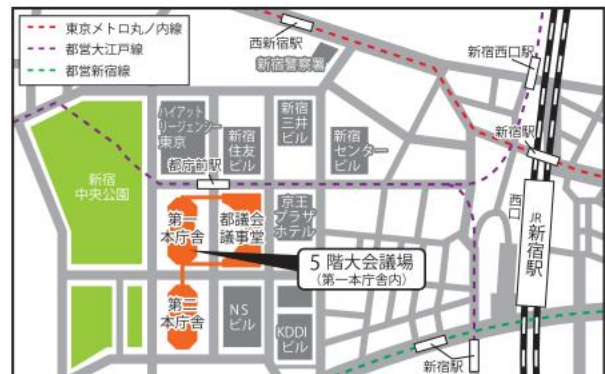 東京メトロ丸ノ内線
都営大江戸線
都営新宿線
西新宿駅
新宿警察署
新宿西口駅
新宿駅
ハイアット
リージェンシー
東京
新宿
住友
ビル
新宿
三井
ビル
新宿
センター
ビル
都庁前駅
新宿
中央公園
第一
本庁舎
都議会
議事堂
京王
プラザ
ホテル
西口
JR
新宿駅
5階大会議場
(第一本庁舎内)
第二
本庁舎
NS
ビル
KDDI
ビル
新宿駅